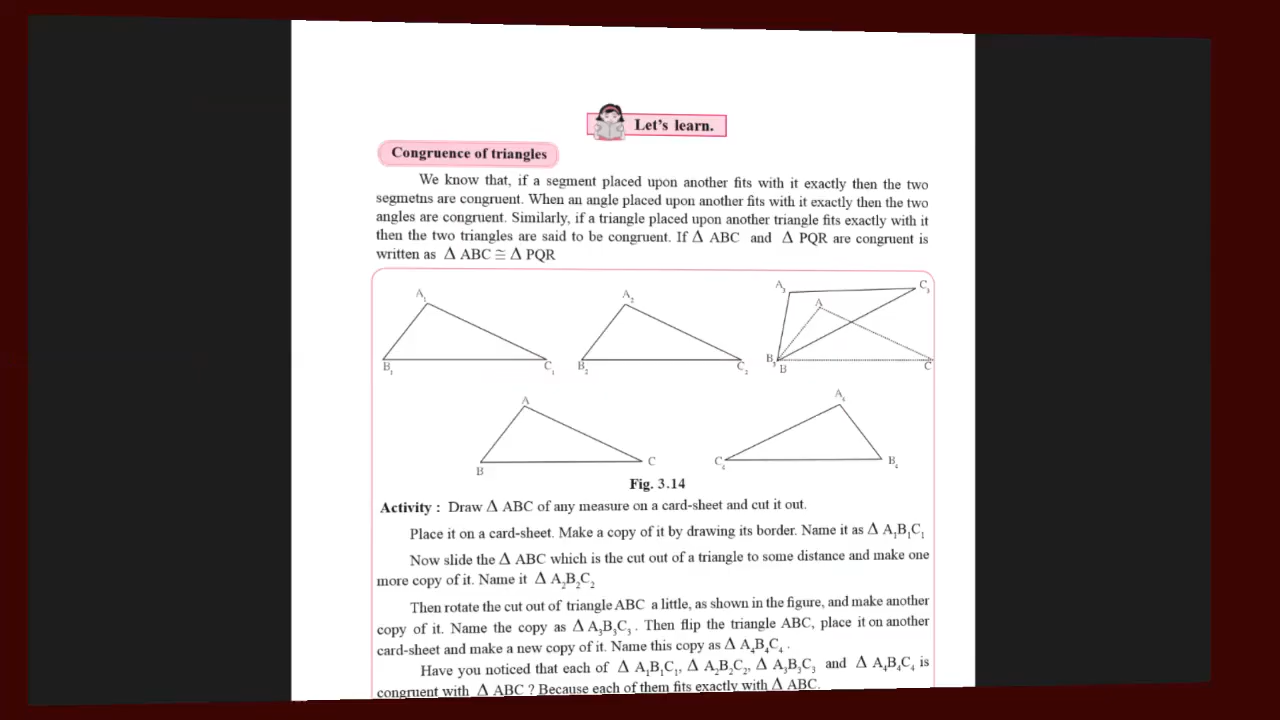 Let's learn.
Congruence of triangles
We know that, if a segment placed upon another fits with it exactly then the two
segmetns are congruent. When an angle placed upon another fits with it exactly then the two
angles are congruent. Similarly, if a triangle placed upon another triangle fits exactly with it
then the two triangles are said to be congruent. If Δ ABC and Δ PQR are congruent is
written as Δ ABC ≅ Δ PQR
A₁ A₂ A₃ C₃
A
B₁ C₁ B₂ C₂ B₃ B C
A A₄
B C C₄ B₄
Fig. 3.14
Activity : Draw Δ ABC of any measure on a card-sheet and cut it out.
Place it on a card-sheet. Make a copy of it by drawing its border. Name it as Δ A₁B₁C₁
Now slide the Δ ABC which is the cut out of a triangle to some distance and make one
more copy of it. Name it Δ A₂B₂C₂
Then rotate the cut out of triangle ABC a little, as shown in the figure, and make another
copy of it. Name the copy as Δ A₃B₃C₃. Then flip the triangle ABC, place it on another
card-sheet and make a new copy of it. Name this copy as Δ A₄B₄C₄.
Have you noticed that each of Δ A₁B₁C₁, Δ A₂B₂C₂, Δ A₃B₃C₃ and Δ A₄B₄C₄ is
congruent with Δ ABC ? Because each of them fits exactly with Δ ABC.